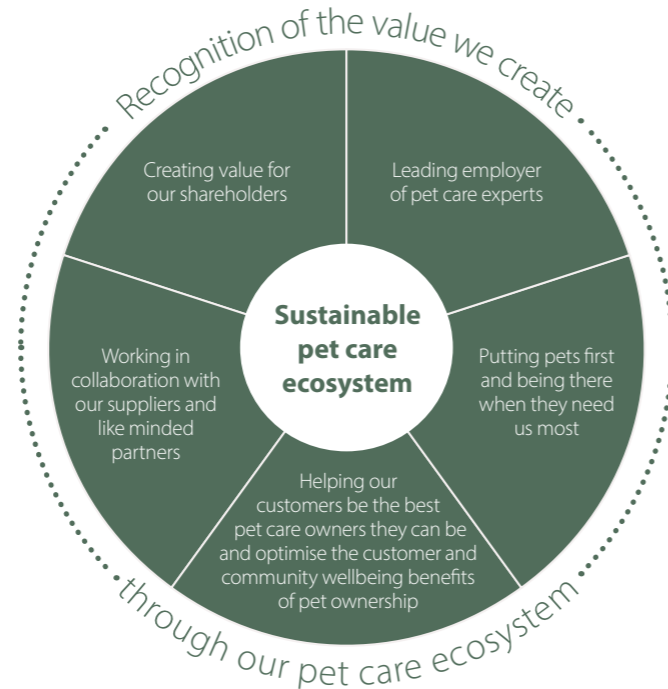 Recognition of the value we create
Creating value for
our shareholders
Leading employer
of pet care experts
Sustainable
pet care
ecosystem
Working in
collaboration with
our suppliers and
like minded
partners
Putting pets first
and being there
when they need
us most
Helping our
customers be the best
pet care owners they can be
and optimise the customer and
community wellbeing benefits
of pet ownership
through our pet care ecosystem